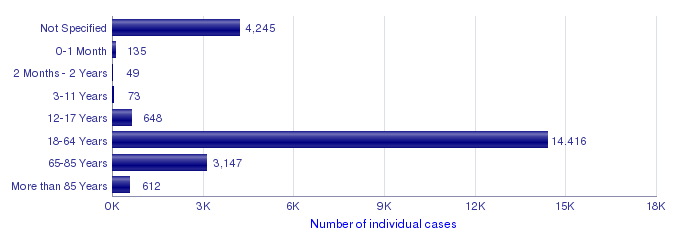 Not Specified 4,245
0-1 Month 135
2 Months - 2 Years 49
3-11 Years 73
12-17 Years 648
18-64 Years 14.416
65-85 Years 3,147
More than 85 Years 612
0K 3K 6K 9K 12K 15K 18K
Number of individual cases